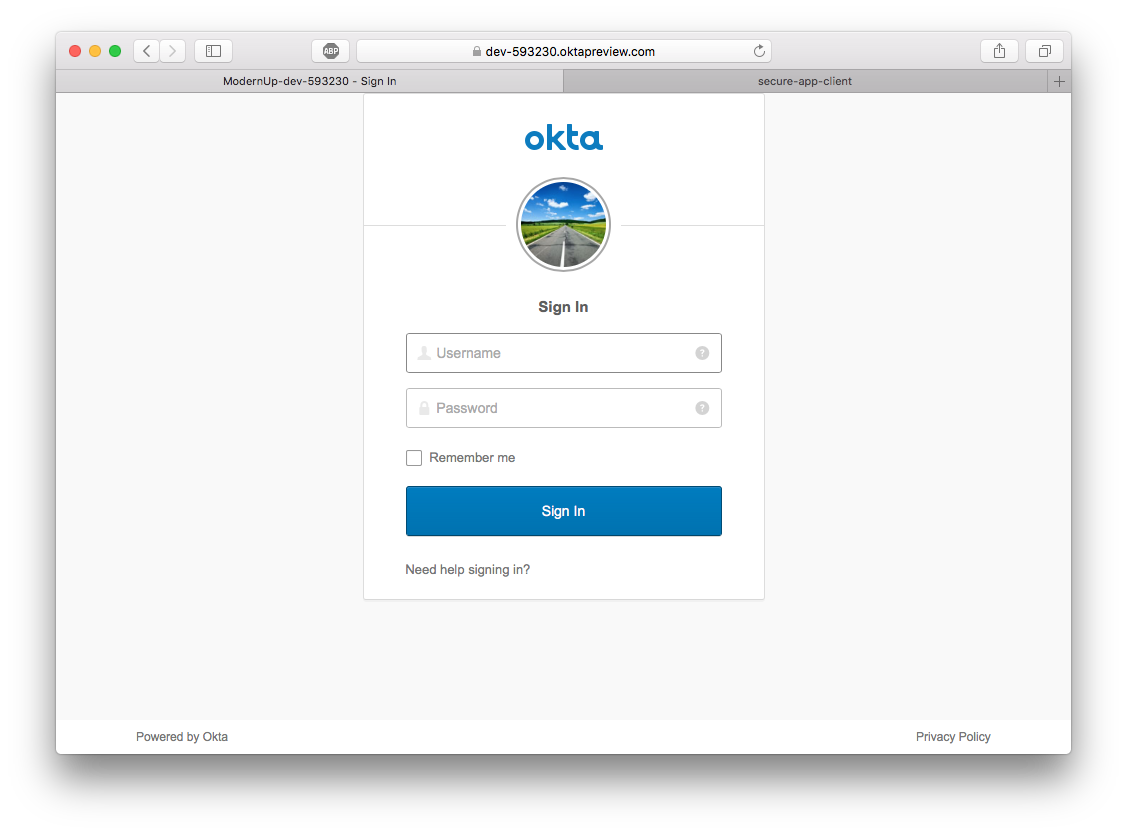 ABP
dev-593230.oktapreview.com
ModernUp-dev-593230 - Sign In
secure-app-client
okta
Sign In
Username
?
Password
?
Remember me
Sign In
Need help signing in?
Powered by Okta
Privacy Policy